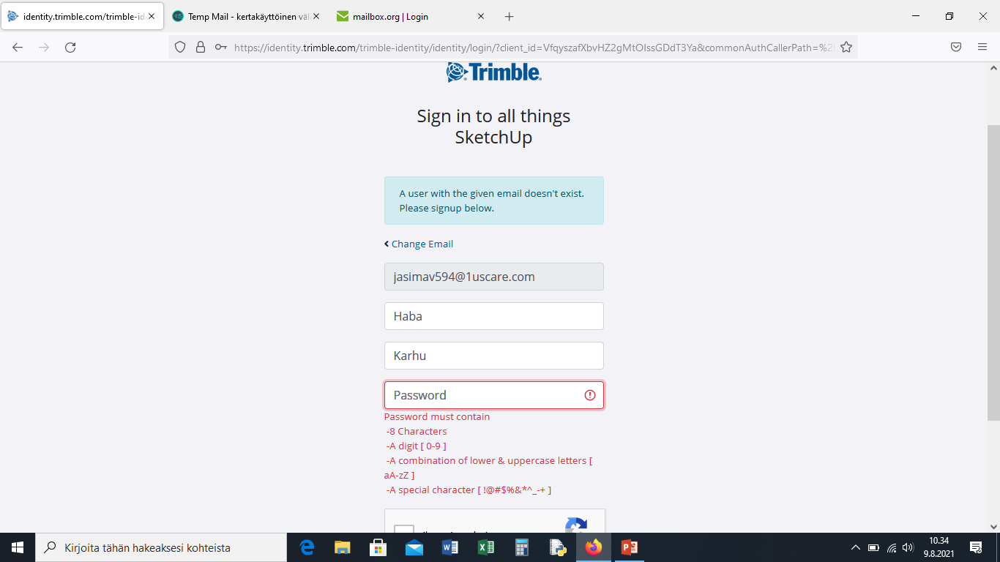 identity.trimble.com/trimble-id
Temp Mail - kertakäyttöinen väli
mailbox.org | Login
https://identity.trimble.com/trimble-identity/identity/login/?client_id=VfqyszafXbvHZ2gMtOIssGDdT3Ya&commonAuthCallerPath=%2
Trimble
Sign in to all things
SketchUp
A user with the given email doesn't exist.
Please signup below.
Change Email
jasimav594@1uscare.com
Haba
Karhu
Password
Password must contain
-8 Characters
-A digit [ 0-9 ]
-A combination of lower & uppercase letters [
aA-zZ ]
-A special character [ !@#$%&*^_-+ ]
Kirjoita tähän hakeaksesi kohteista
10.34
9.8.2021